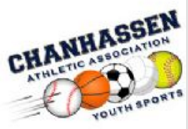 CHANHASSEN
ATHLETIC ASSOCIATION
YOUTH SPORTS